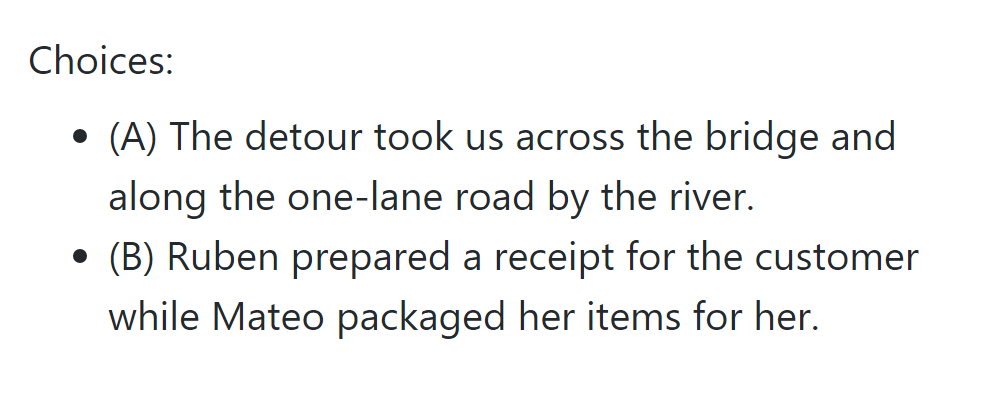 Choices:
• (A) The detour took us across the bridge and
along the one-lane road by the river.
• (B) Ruben prepared a receipt for the customer
while Mateo packaged her items for her.